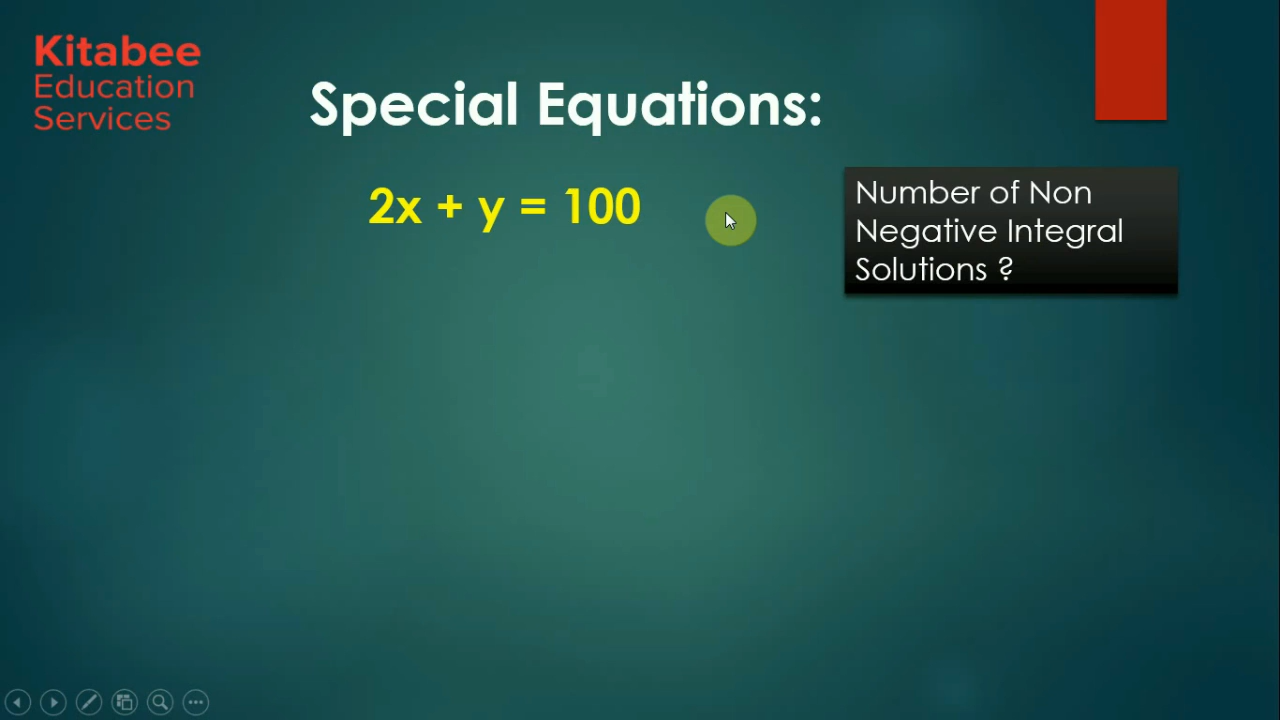 Kitabee
Education
Services
Special Equations:
2x + y = 100
Number of Non
Negative Integral
Solutions ?